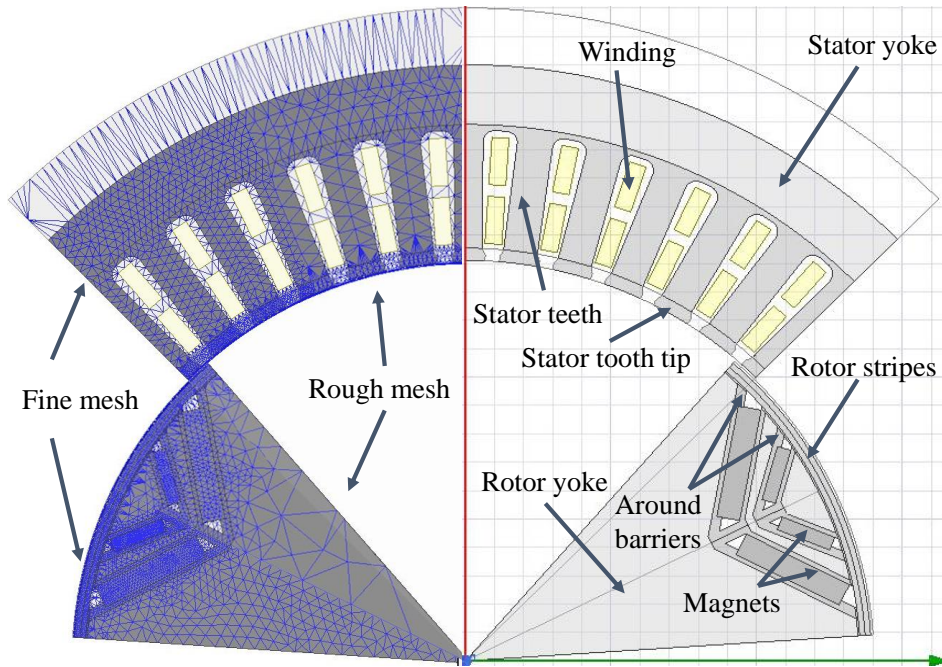 Winding
Stator yoke
Stator teeth
Stator tooth tip
Rotor stripes
Fine mesh
Rough mesh
Rotor yoke
Around
barriers
Magnets